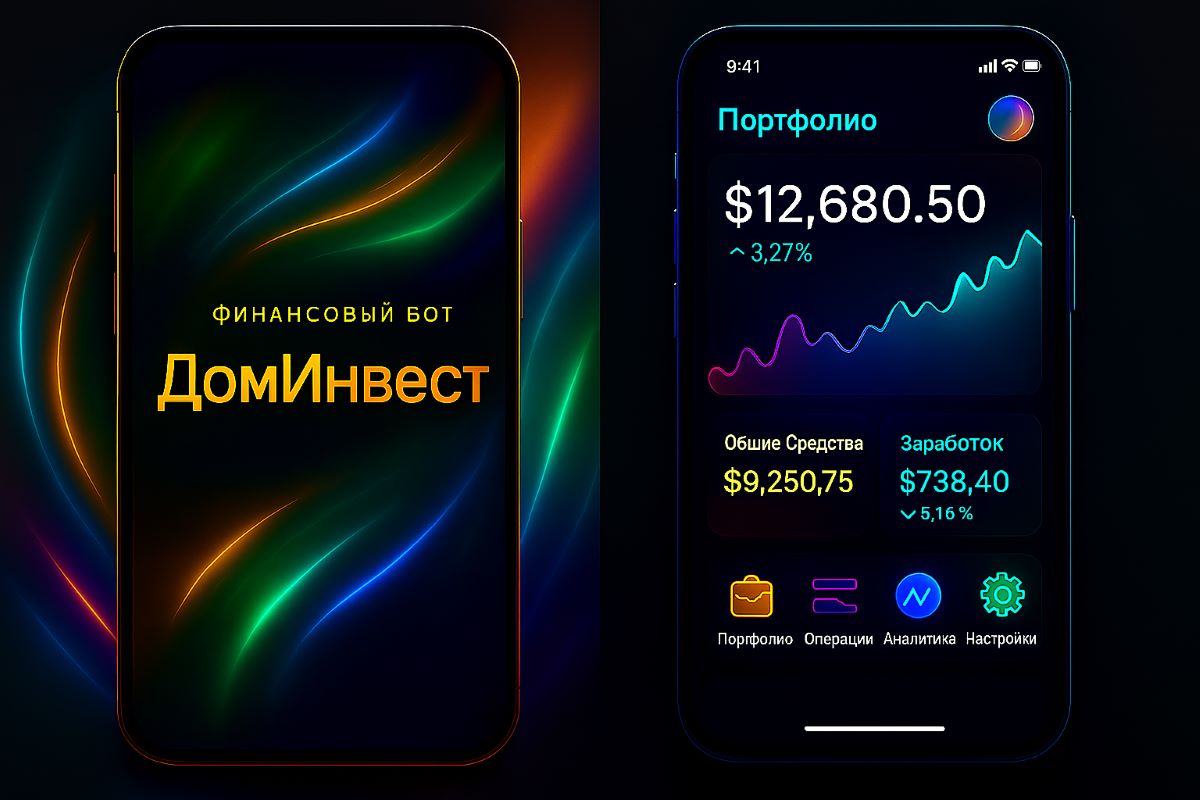 ФИНАНСОВЫЙ БОТ
ДомИнвест
9:41
Портфолио
$12,680.50
3,27%
Обшие Средства
$9,250,75
Заработок
$738,40
5,16 %
Портфолио
Операции
Аналитика
Настройки